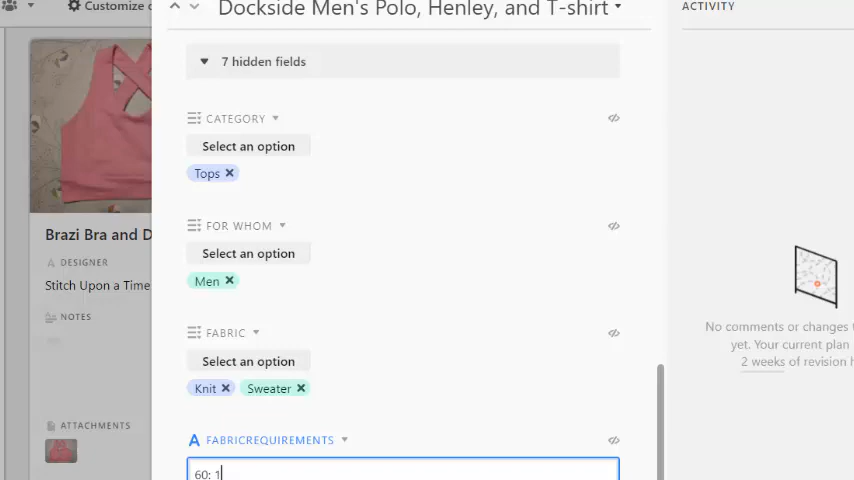 Customize c
Dockside Men's Polo, Henley, and T-shirt
ACTIVITY
7 hidden fields
CATEGORY
Select an option
Tops
FOR WHOM
Select an option
Men
FABRIC
Select an option
Knit Sweater
FABRICREQUIREMENTS
60: 1
Brazi Bra and D
DESIGNER
Stitch Upon a Time
NOTES
ATTACHMENTS
No comments or changes t
yet. Your current plan
2 weeks of revision h